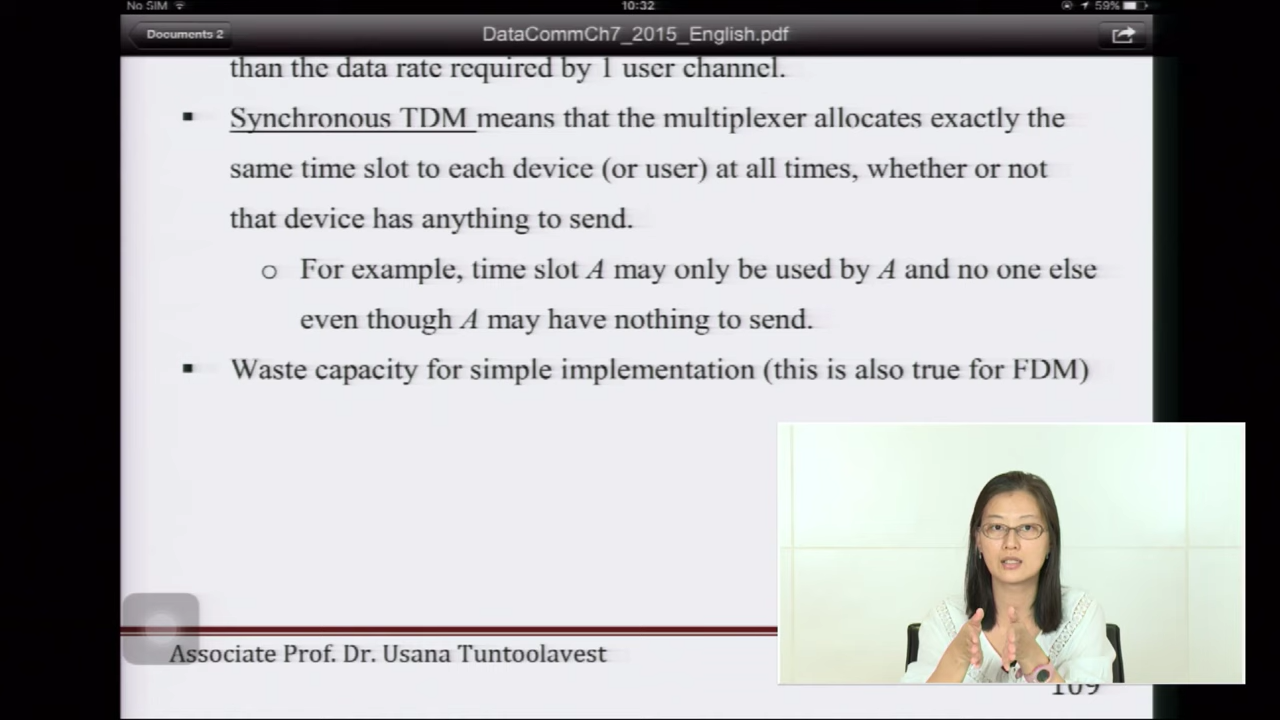 No SIM 10:32 59%
Documents 2 DataCommCh7_2015_English.pdf
than the data rate required by 1 user channel.
▪ Synchronous TDM means that the multiplexer allocates exactly the
same time slot to each device (or user) at all times, whether or not
that device has anything to send.
o For example, time slot A may only be used by A and no one else
even though A may have nothing to send.
▪ Waste capacity for simple implementation (this is also true for FDM)
Associate Prof. Dr. Usana Tuntoolavest
109